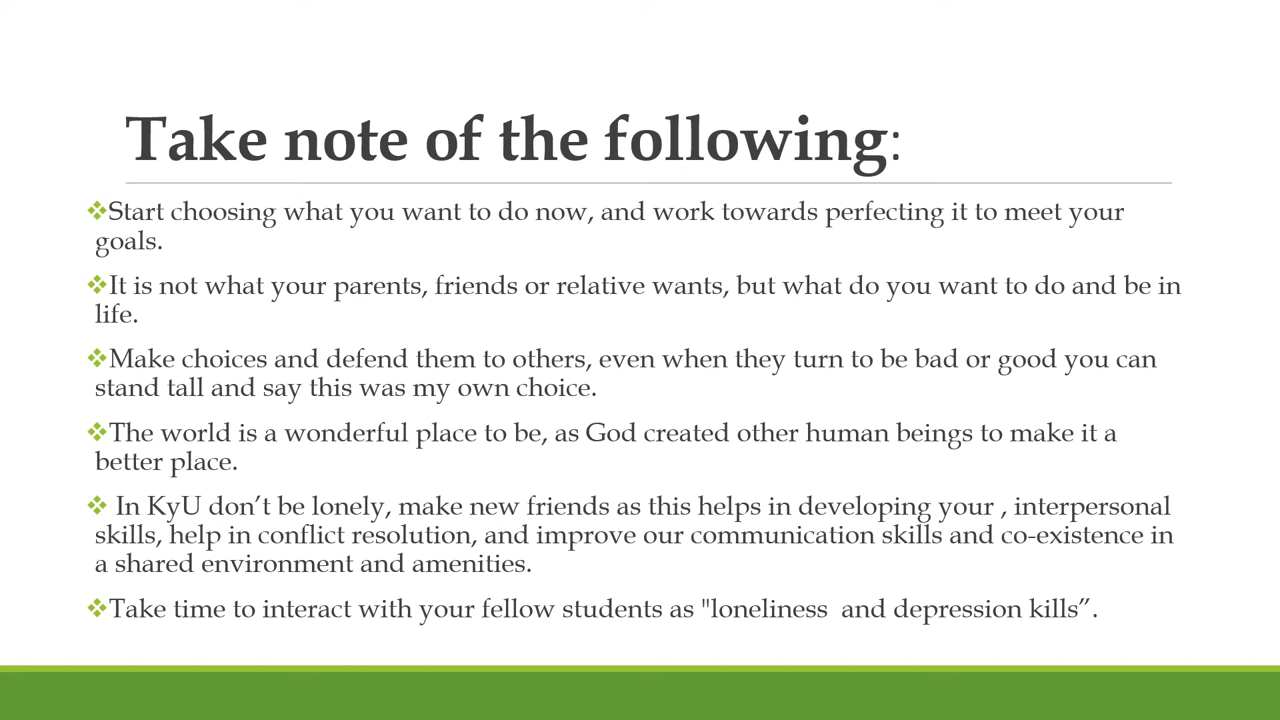 Take note of the following:
❖Start choosing what you want to do now, and work towards perfecting it to meet your
goals.
❖It is not what your parents, friends or relative wants, but what do you want to do and be in
life.
❖Make choices and defend them to others, even when they turn to be bad or good you can
stand tall and say this was my own choice.
❖The world is a wonderful place to be, as God created other human beings to make it a
better place.
❖ In KyU don’t be lonely, make new friends as this helps in developing your , interpersonal
skills, help in conflict resolution, and improve our communication skills and co-existence in
a shared environment and amenities.
❖Take time to interact with your fellow students as "loneliness  and depression kills”.